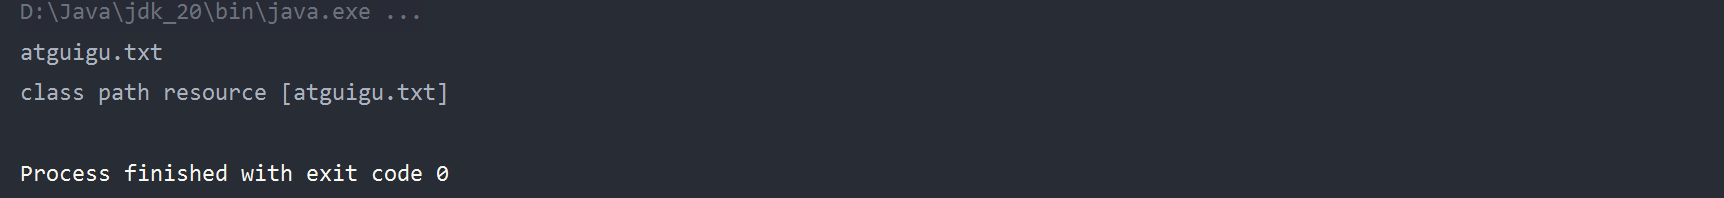 D:\Java\jdk_20\bin\java.exe ...
atguigu.txt
class path resource [atguigu.txt]
Process finished with exit code 0